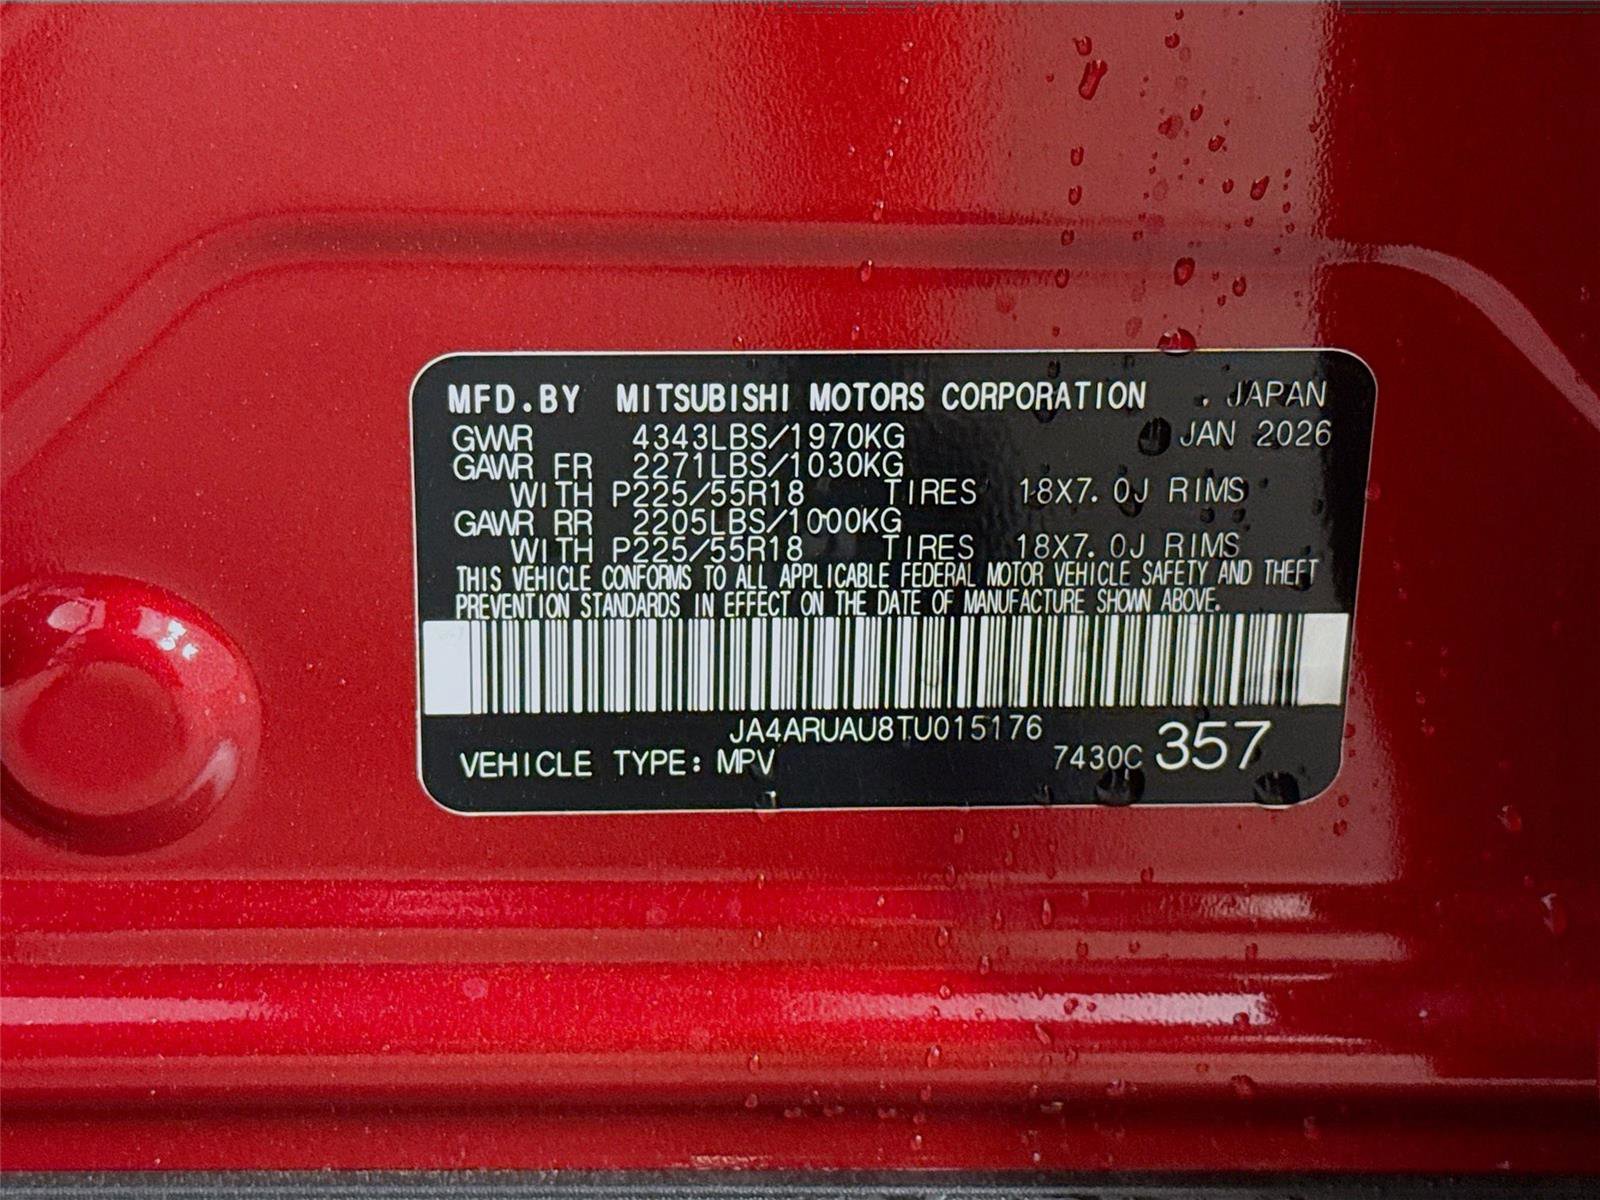 MFD.BY MITSUBISHI MOTORS CORPORATION . JAPAN
GVWR 4343LBS/1970KG JAN 2026
GAWR FR 2271LBS/1030KG
WITH P225/55R18 TIRES 18X7.0J RIMS
GAWR RR 2205LBS/1000KG
WITH P225/55R18 TIRES 18X7.0J RIMS
THIS VEHICLE CONFORMS TO ALL APPLICABLE FEDERAL MOTOR VEHICLE SAFETY AND THEFT
PREVENTION STANDARDS IN EFFECT ON THE DATE OF MANUFACTURE SHOWN ABOVE.
JA4ARUAU8TU015176
VEHICLE TYPE: MPV 7430C 357